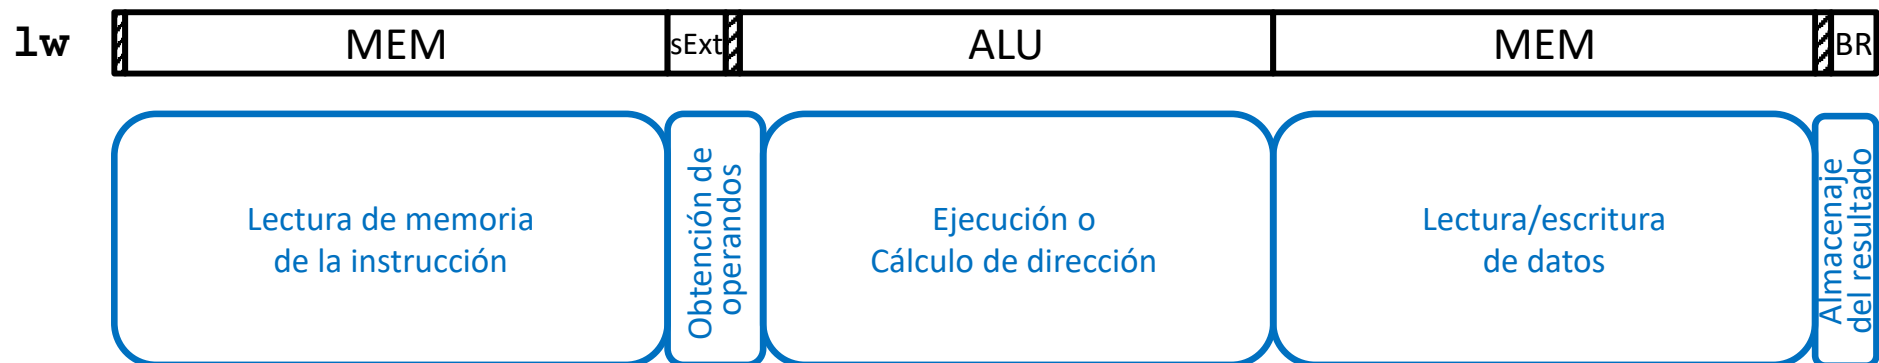 lw MEM sExt ALU MEM BR
Lectura de memoria
de la instrucción
Obtención de
operandos
Ejecución o
Cálculo de dirección
Lectura/escritura
de datos
Almacenaje
del resultado